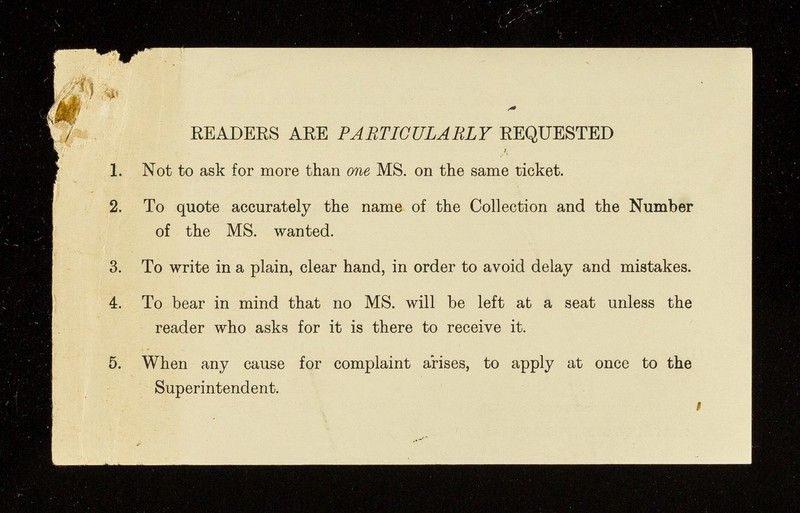 READERS ARE PARTICULARLY REQUESTED
1. Not to ask for more than one MS. on the same ticket.
2. To quote accurately the name of the Collection and the Number
of the MS. wanted.
3. To write in a plain, clear hand, in order to avoid delay and mistakes.
4. To bear in mind that no MS. will be left at a seat unless the
reader who asks for it is there to receive it.
5. When any cause for complaint arises, to apply at once to the
Superintendent.